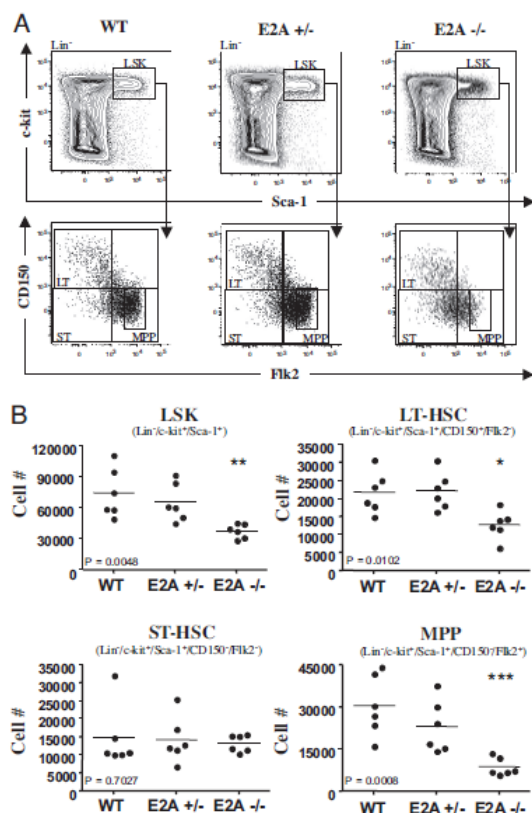 A
WT
E2A +/-
E2A -/-
Lin⁻
Lin⁻
Lin⁻
LSK
LSK
LSK
c-kit
Sca-1
CD150
LT
LT
LT
ST
MPP
ST
MPP
ST
MPP
Flk2
B
LSK
(Lin⁻/c-kit⁺/Sca-1⁺)
Cell #
120000
90000
60000
30000
0
**
P = 0.0048
WT
E2A +/-
E2A -/-
LT-HSC
(Lin⁻/c-kit⁺/Sca-1⁺/CD150⁺/Flk2⁻)
Cell #
35000
30000
25000
20000
15000
10000
5000
0
*
P = 0.0102
WT
E2A +/-
E2A -/-
ST-HSC
(Lin⁻/c-kit⁺/Sca-1⁺/CD150⁻/Flk2⁻)
Cell #
35000
30000
25000
20000
15000
10000
5000
0
P = 0.7027
WT
E2A +/-
E2A -/-
MPP
(Lin⁻/c-kit⁺/Sca-1⁺/CD150⁻/Flk2⁺)
Cell #
45000
30000
15000
0
***
P = 0.0008
WT
E2A +/-
E2A -/-